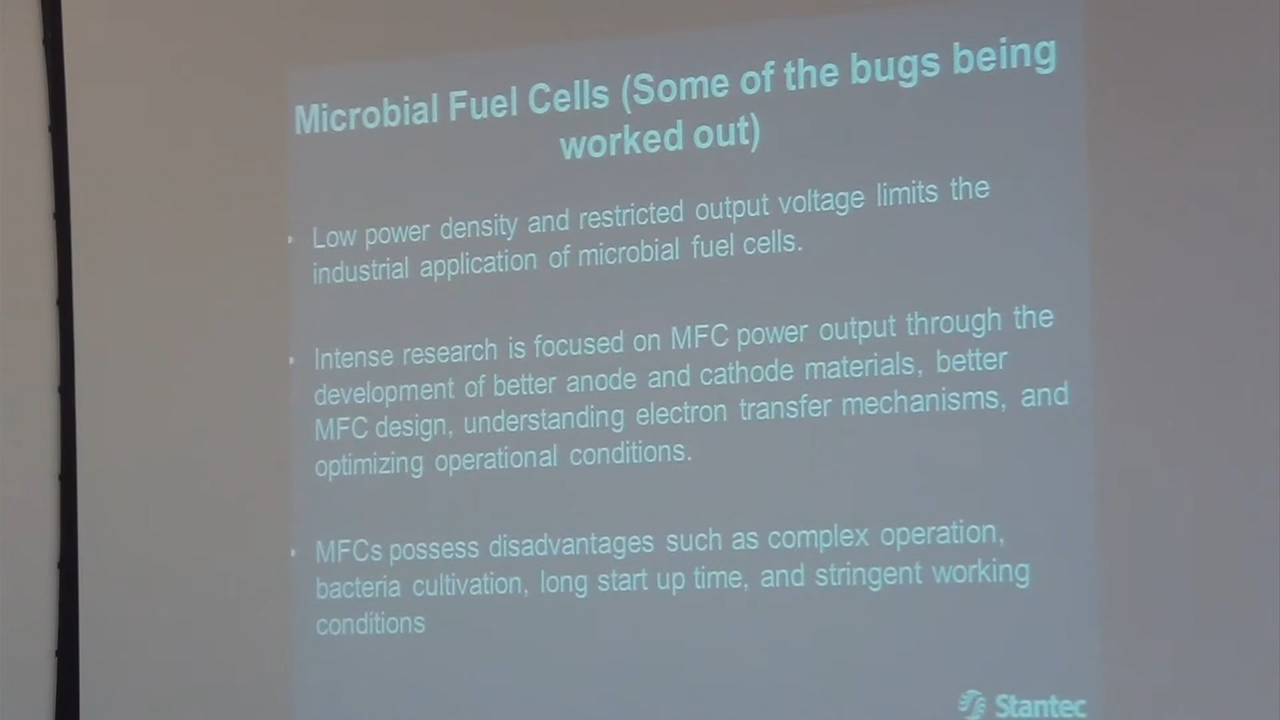 Microbial Fuel Cells (Some of the bugs being
worked out)
• Low power density and restricted output voltage limits the
industrial application of microbial fuel cells.
• Intense research is focused on MFC power output through the
development of better anode and cathode materials, better
MFC design, understanding electron transfer mechanisms, and
optimizing operational conditions.
• MFCs possess disadvantages such as complex operation,
bacteria cultivation, long start up time, and stringent working
conditions
Stantec